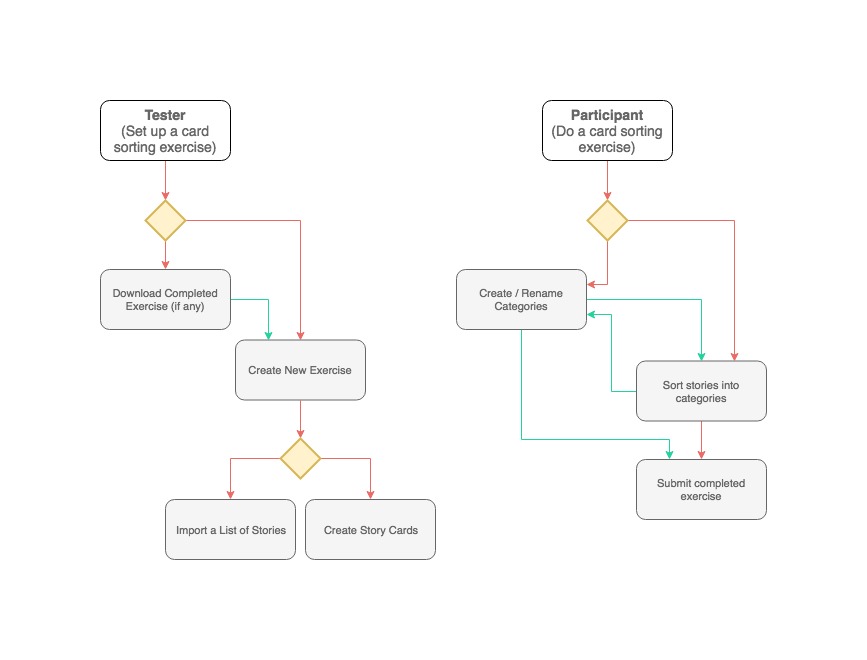 Tester
(Set up a card
sorting exercise)
Participant
(Do a card sorting
exercise)
Download Completed
Exercise (if any)
Create / Rename
Categories
Create New Exercise
Sort stories into
categories
Submit completed
exercise
Import a List of Stories
Create Story Cards